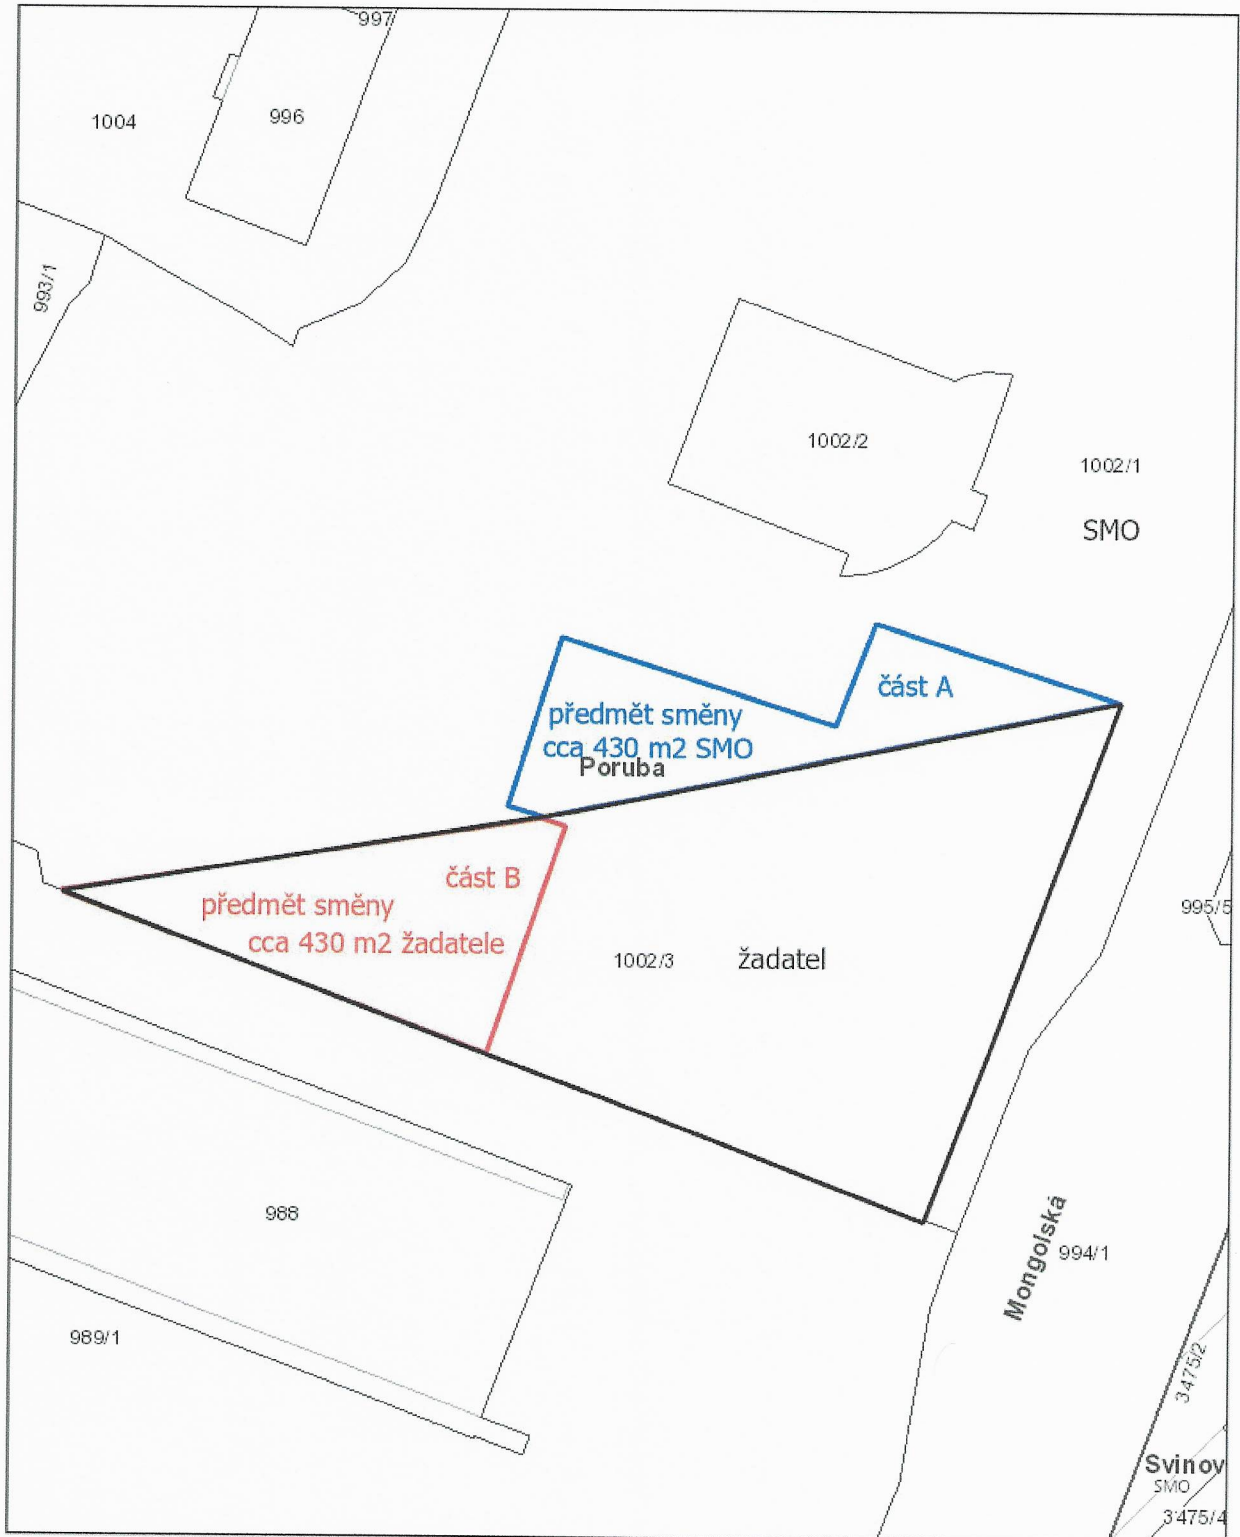 997
1004
996
993/1
1002/2
1002/1
SMO
část A
předmět směny
cca 430 m2 SMO
Poruba
část B
předmět směny
cca 430 m2 žadatele
1002/3
žadatel
995/5
988
Mongolská
994/1
989/1
3475/2
Svinov
SMO
3475/4